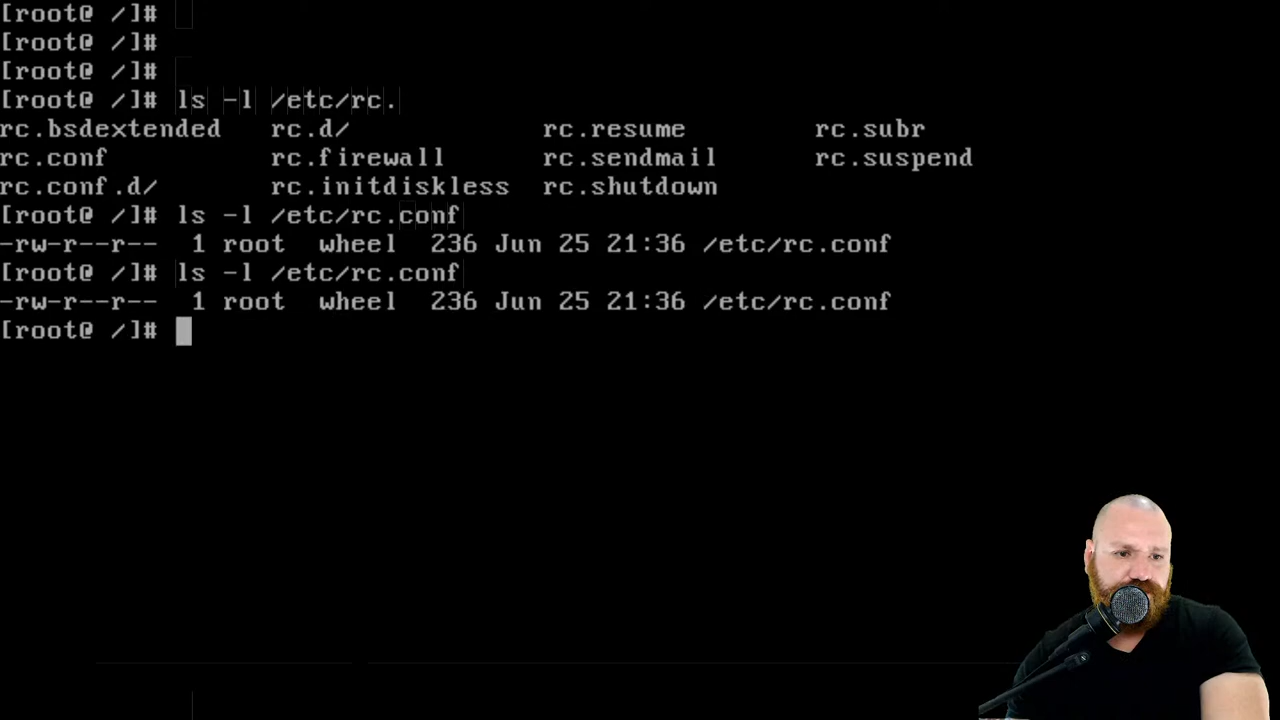 [root@ /]#
[root@ /]#
[root@ /]#
[root@ /]# ls -l /etc/rc.
rc.bsdextended rc.d/ rc.resume rc.subr
rc.conf rc.firewall rc.sendmail rc.suspend
rc.conf.d/ rc.initdiskless rc.shutdown
[root@ /]# ls -l /etc/rc.conf
-rw-r--r-- 1 root wheel 236 Jun 25 21:36 /etc/rc.conf
[root@ /]# ls -l /etc/rc.conf
-rw-r--r-- 1 root wheel 236 Jun 25 21:36 /etc/rc.conf
[root@ /]#